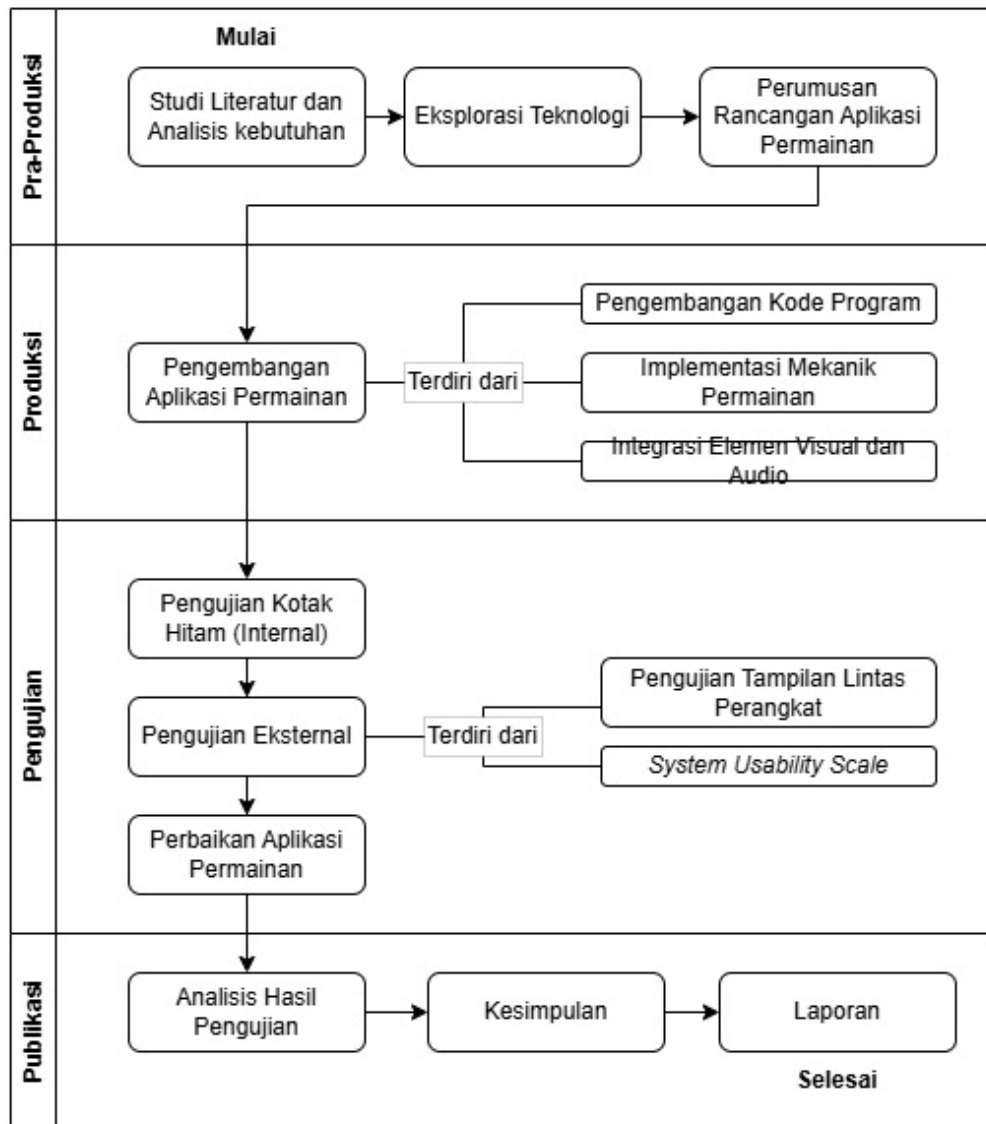 Pra-Produksi
Mulai
Studi Literatur dan
Analisis kebutuhan
Eksplorasi Teknologi
Perumusan
Rancangan Aplikasi
Permainan
Produksi
Pengembangan
Aplikasi Permainan
Terdiri dari
Pengembangan Kode Program
Implementasi Mekanik
Permainan
Integrasi Elemen Visual dan
Audio
Pengujian
Pengujian Kotak
Hitam (Internal)
Pengujian Eksternal
Terdiri dari
Pengujian Tampilan Lintas
Perangkat
System Usability Scale
Perbaikan Aplikasi
Permainan
Publikasi
Analisis Hasil
Pengujian
Kesimpulan
Laporan
Selesai